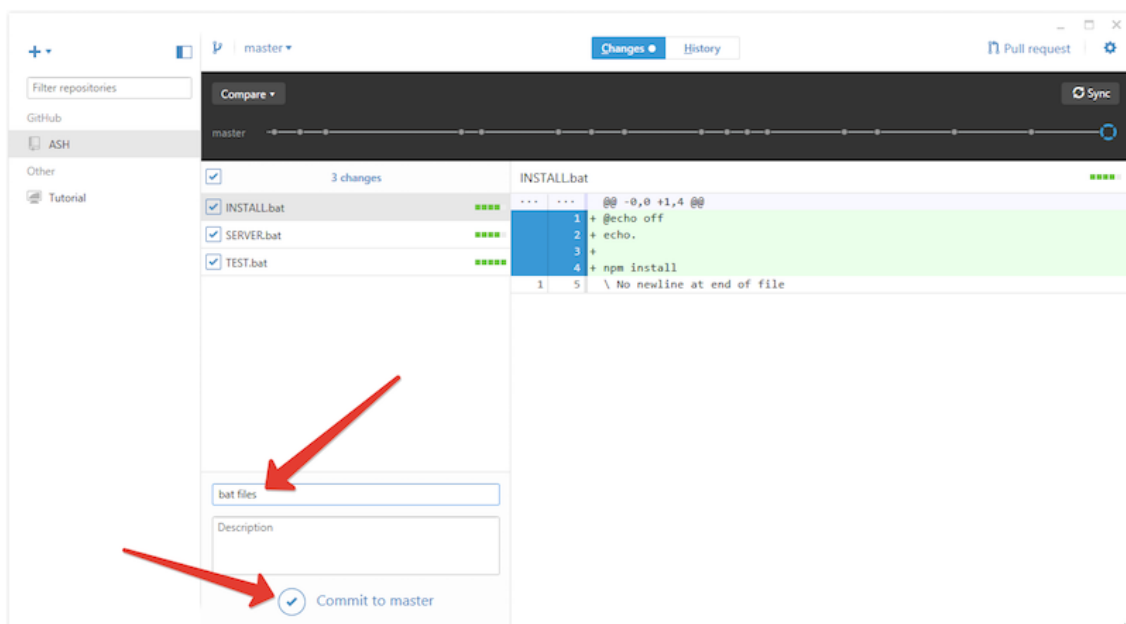 master
Changes
History
Pull request
Filter repositories
GitHub
ASH
Other
Tutorial
Compare
Sync
master
3 changes
INSTALL.bat
SERVER.bat
TEST.bat
INSTALL.bat
... ... @@ -0,0 +1,4 @@
1 + @echo off
2 + echo.
3 +
4 + npm install
1 5 \ No newline at end of file
bat files
Description
Commit to master